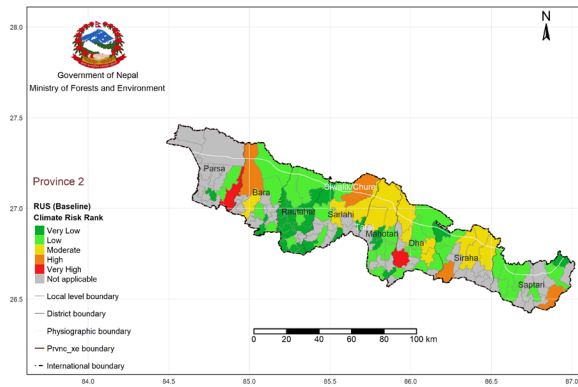 28.0
N
Government of Nepal
Ministry of Forests and Environment
27.5
Parsa
Siwalik/Churej
Province 2
Bara
RUS (Baseline)
Climate Risk Rank
27.0
Rautahat
Sarlahi
Very Low
Low
Mahotari
Moderate
Dha
High
Siraha
Very High
Not applicable
Saptari
Local level boundary
26.5
District boundary
Physiographic boundary
0 20 40 60 80 100 km
Prvnc_xe boundary
International boundary
84.0 84.5 85.0 85.5 86.0 86.5 87.0